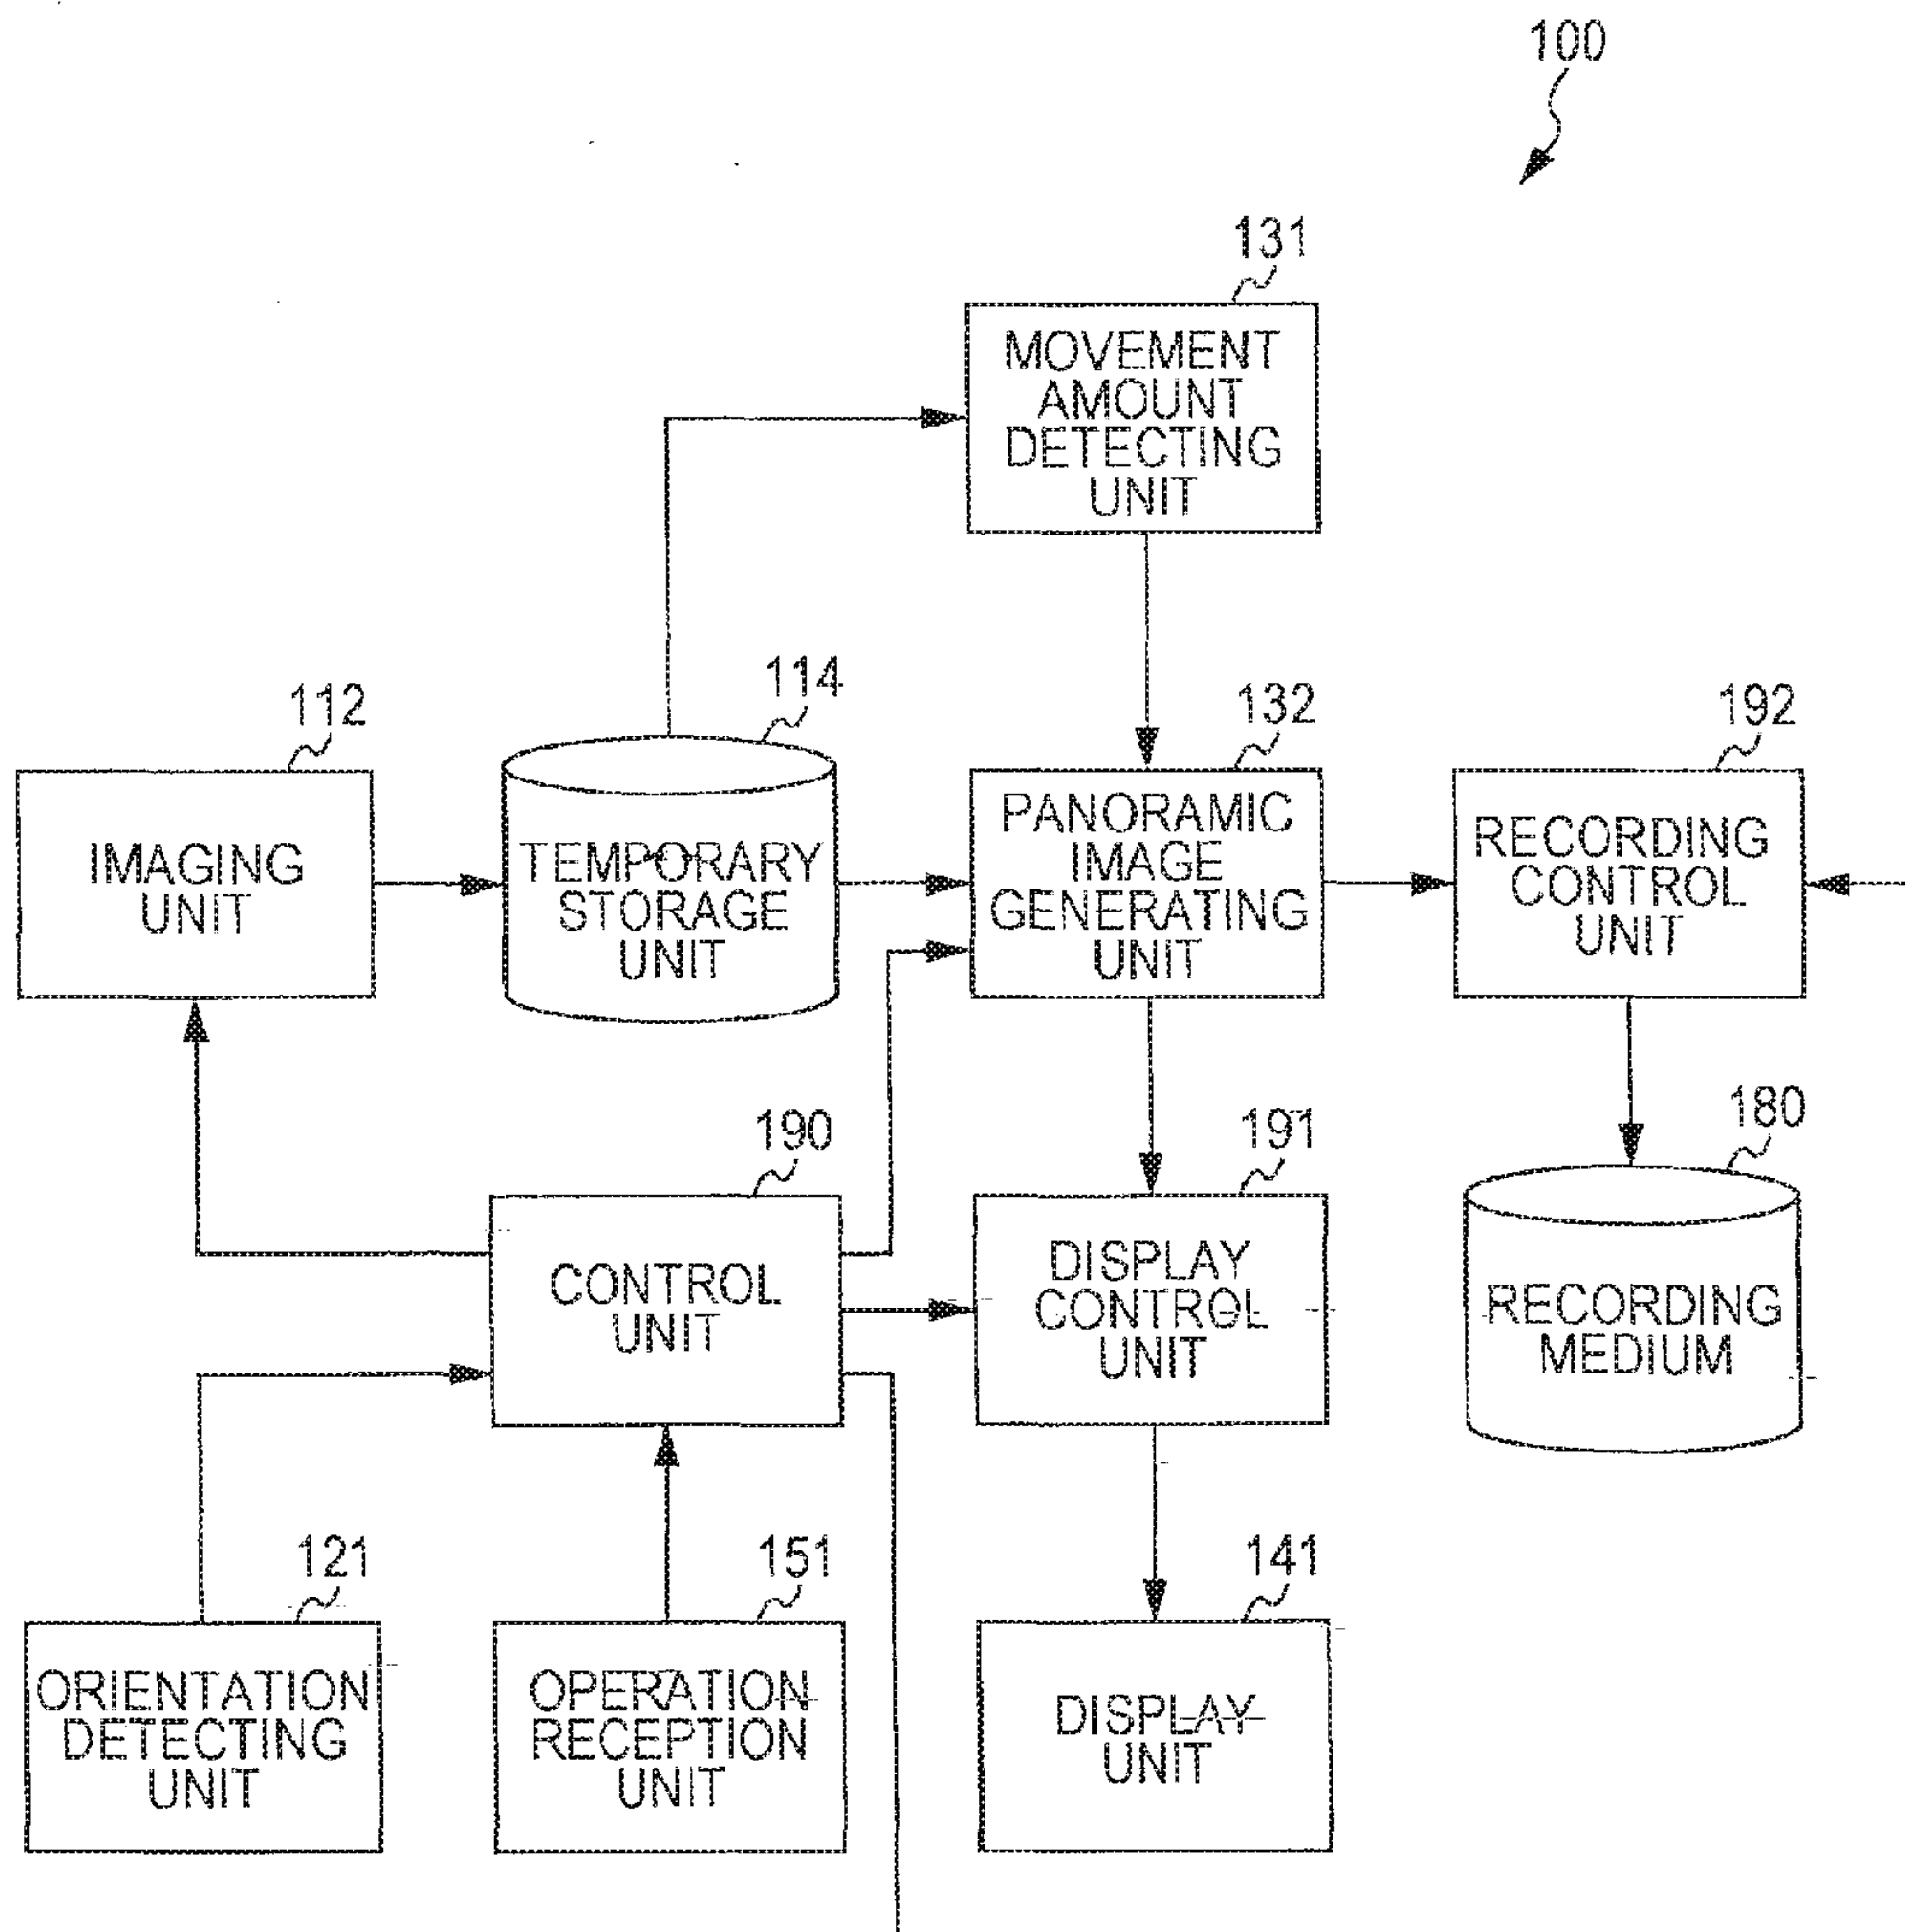 100
131
MOVEMENT
AMOUNT
DETECTING
UNIT
112
IMAGING
UNIT
114
TEMPORARY
STORAGE
UNIT
132
PANORAMIC
IMAGE
GENERATING
UNIT
192
RECORDING
CONTROL
UNIT
190
CONTROL
UNIT
191
DISPLAY
CONTROL
UNIT
180
RECORDING
MEDIUM
121
ORIENTATION
DETECTING
UNIT
151
OPERATION
RECEPTION
UNIT
141
DISPLAY
UNIT